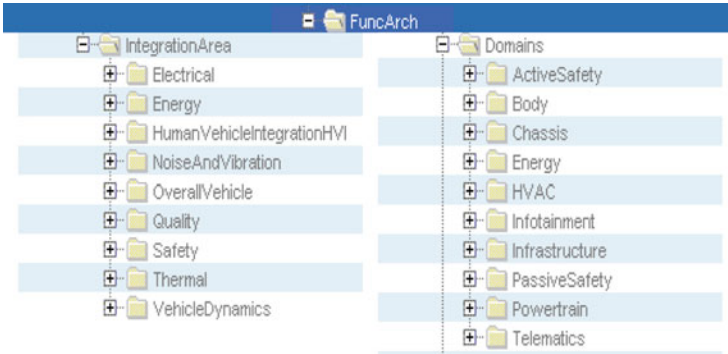 FuncArch
IntegrationArea
Electrical
Energy
HumanVehicleIntegrationHVI
NoiseAndVibration
OverallVehicle
Quality
Safety
Thermal
VehicleDynamics
Domains
ActiveSafety
Body
Chassis
Energy
HVAC
Infotainment
Infrastructure
PassiveSafety
Powertrain
Telematics